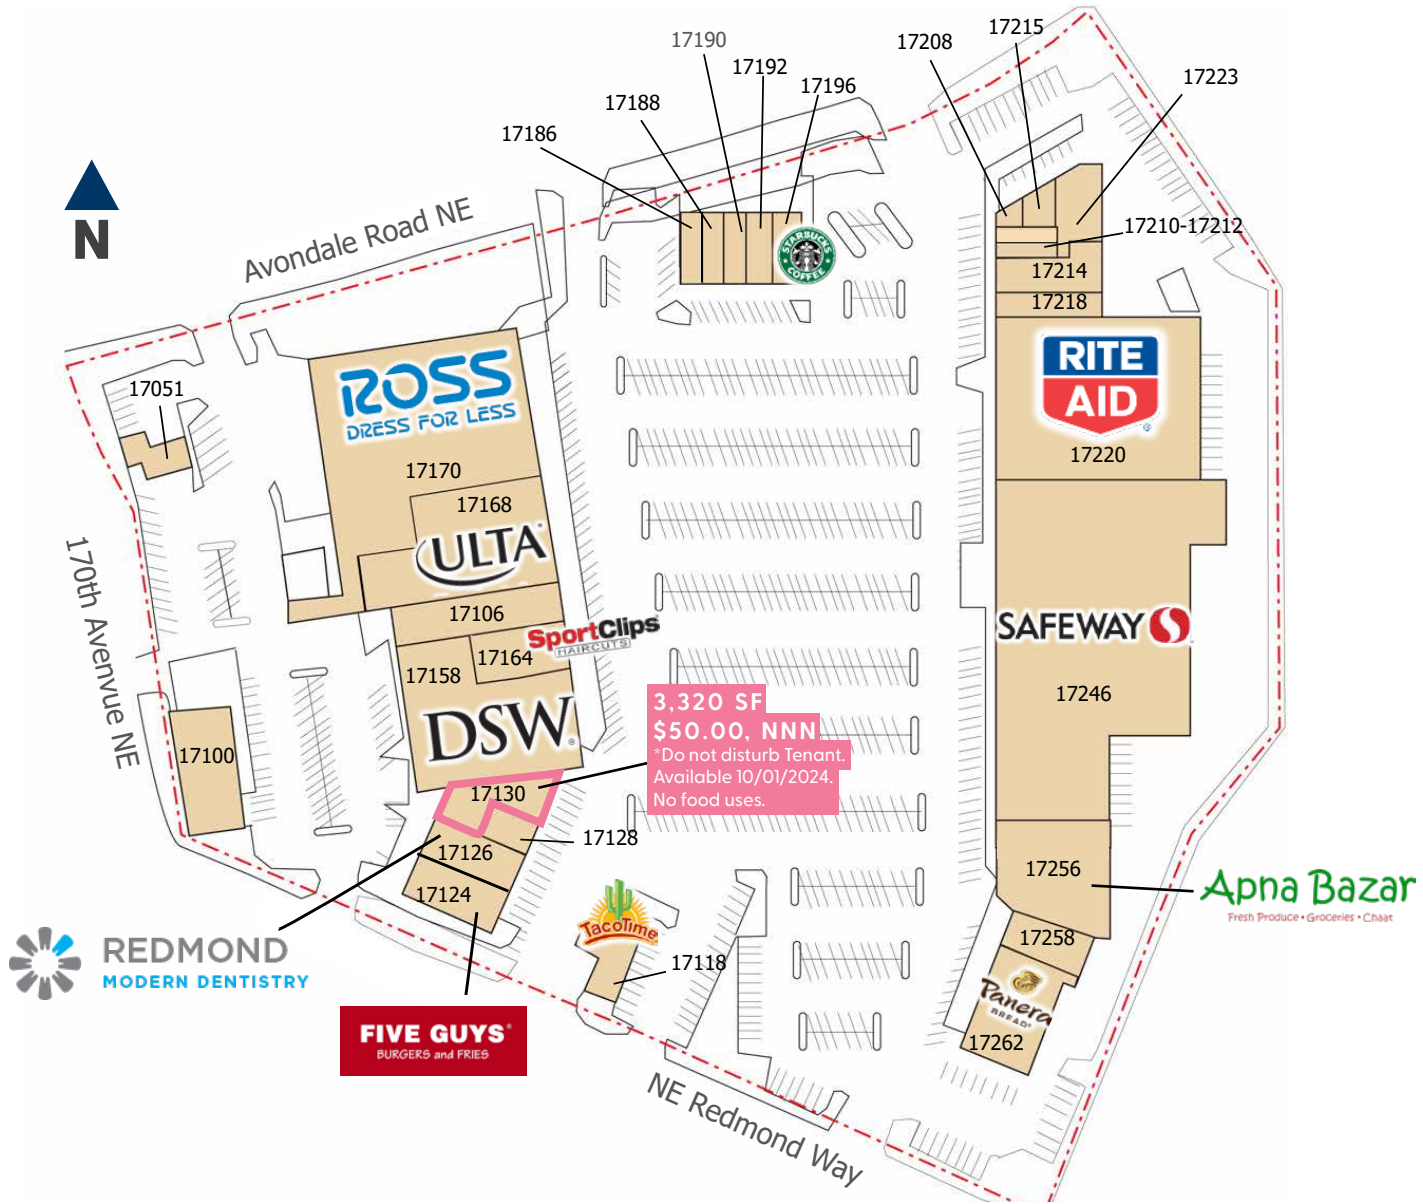 17215
17208
17190
17192
17223
17196
17188
17186
N
Avondale Road NE
STARBUCKS
COFFEE
17210-17212
17214
17218
RITE
AID
®
17220
17051
ROSS
DRESS FOR LESS
17170
17168
ULTA
170th Avenvue NE
17106
SportClips
HAIRCUTS
17164
17158
DSW
®
SAFEWAY
17246
3,320 SF
$50.00, NNN
*Do not disturb Tenant.
Available 10/01/2024.
No food uses.
17100
17130
17128
17126
17124
17256
Apna Bazar
Fresh Produce • Groceries • Chaat
TacoTime
17118
17258
Panera
BREAD®
17262
REDMOND
MODERN DENTISTRY
FIVE GUYS®
BURGERS and FRIES
NE Redmond Way